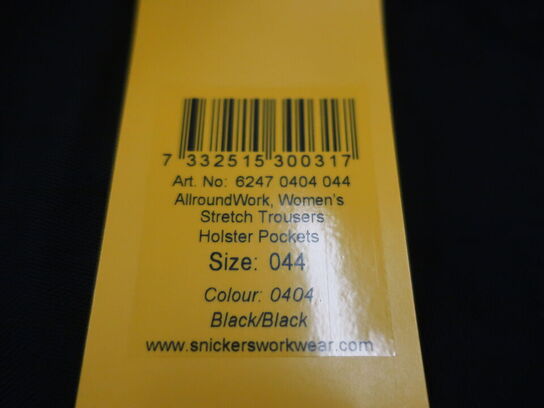 7 332515 300317
Art. No: 6247 0404 044
AllroundWork, Women's
Stretch Trousers
Holster Pockets
Size: 044
Colour: 0404
Black/Black
www.snickersworkwear.com